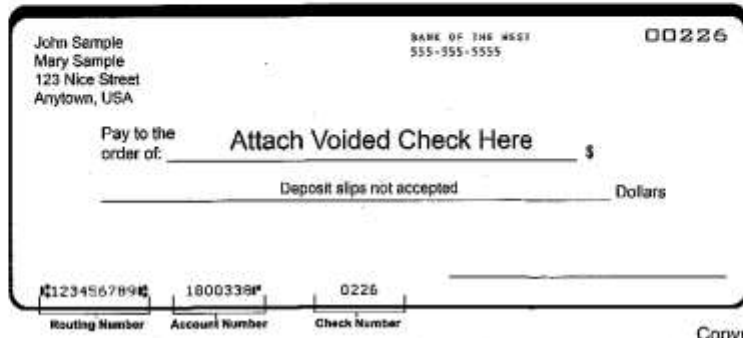 John Sample
Mary Sample
123 Nice Street
Anytown, USA
BANK OF THE WEST
555-555-5555
00226
Pay to the
order of: Attach Voided Check Here $
Deposit slips not accepted Dollars
⑆123456789⑆ 1800338⑈ 0226
Routing Number Account Number Check Number